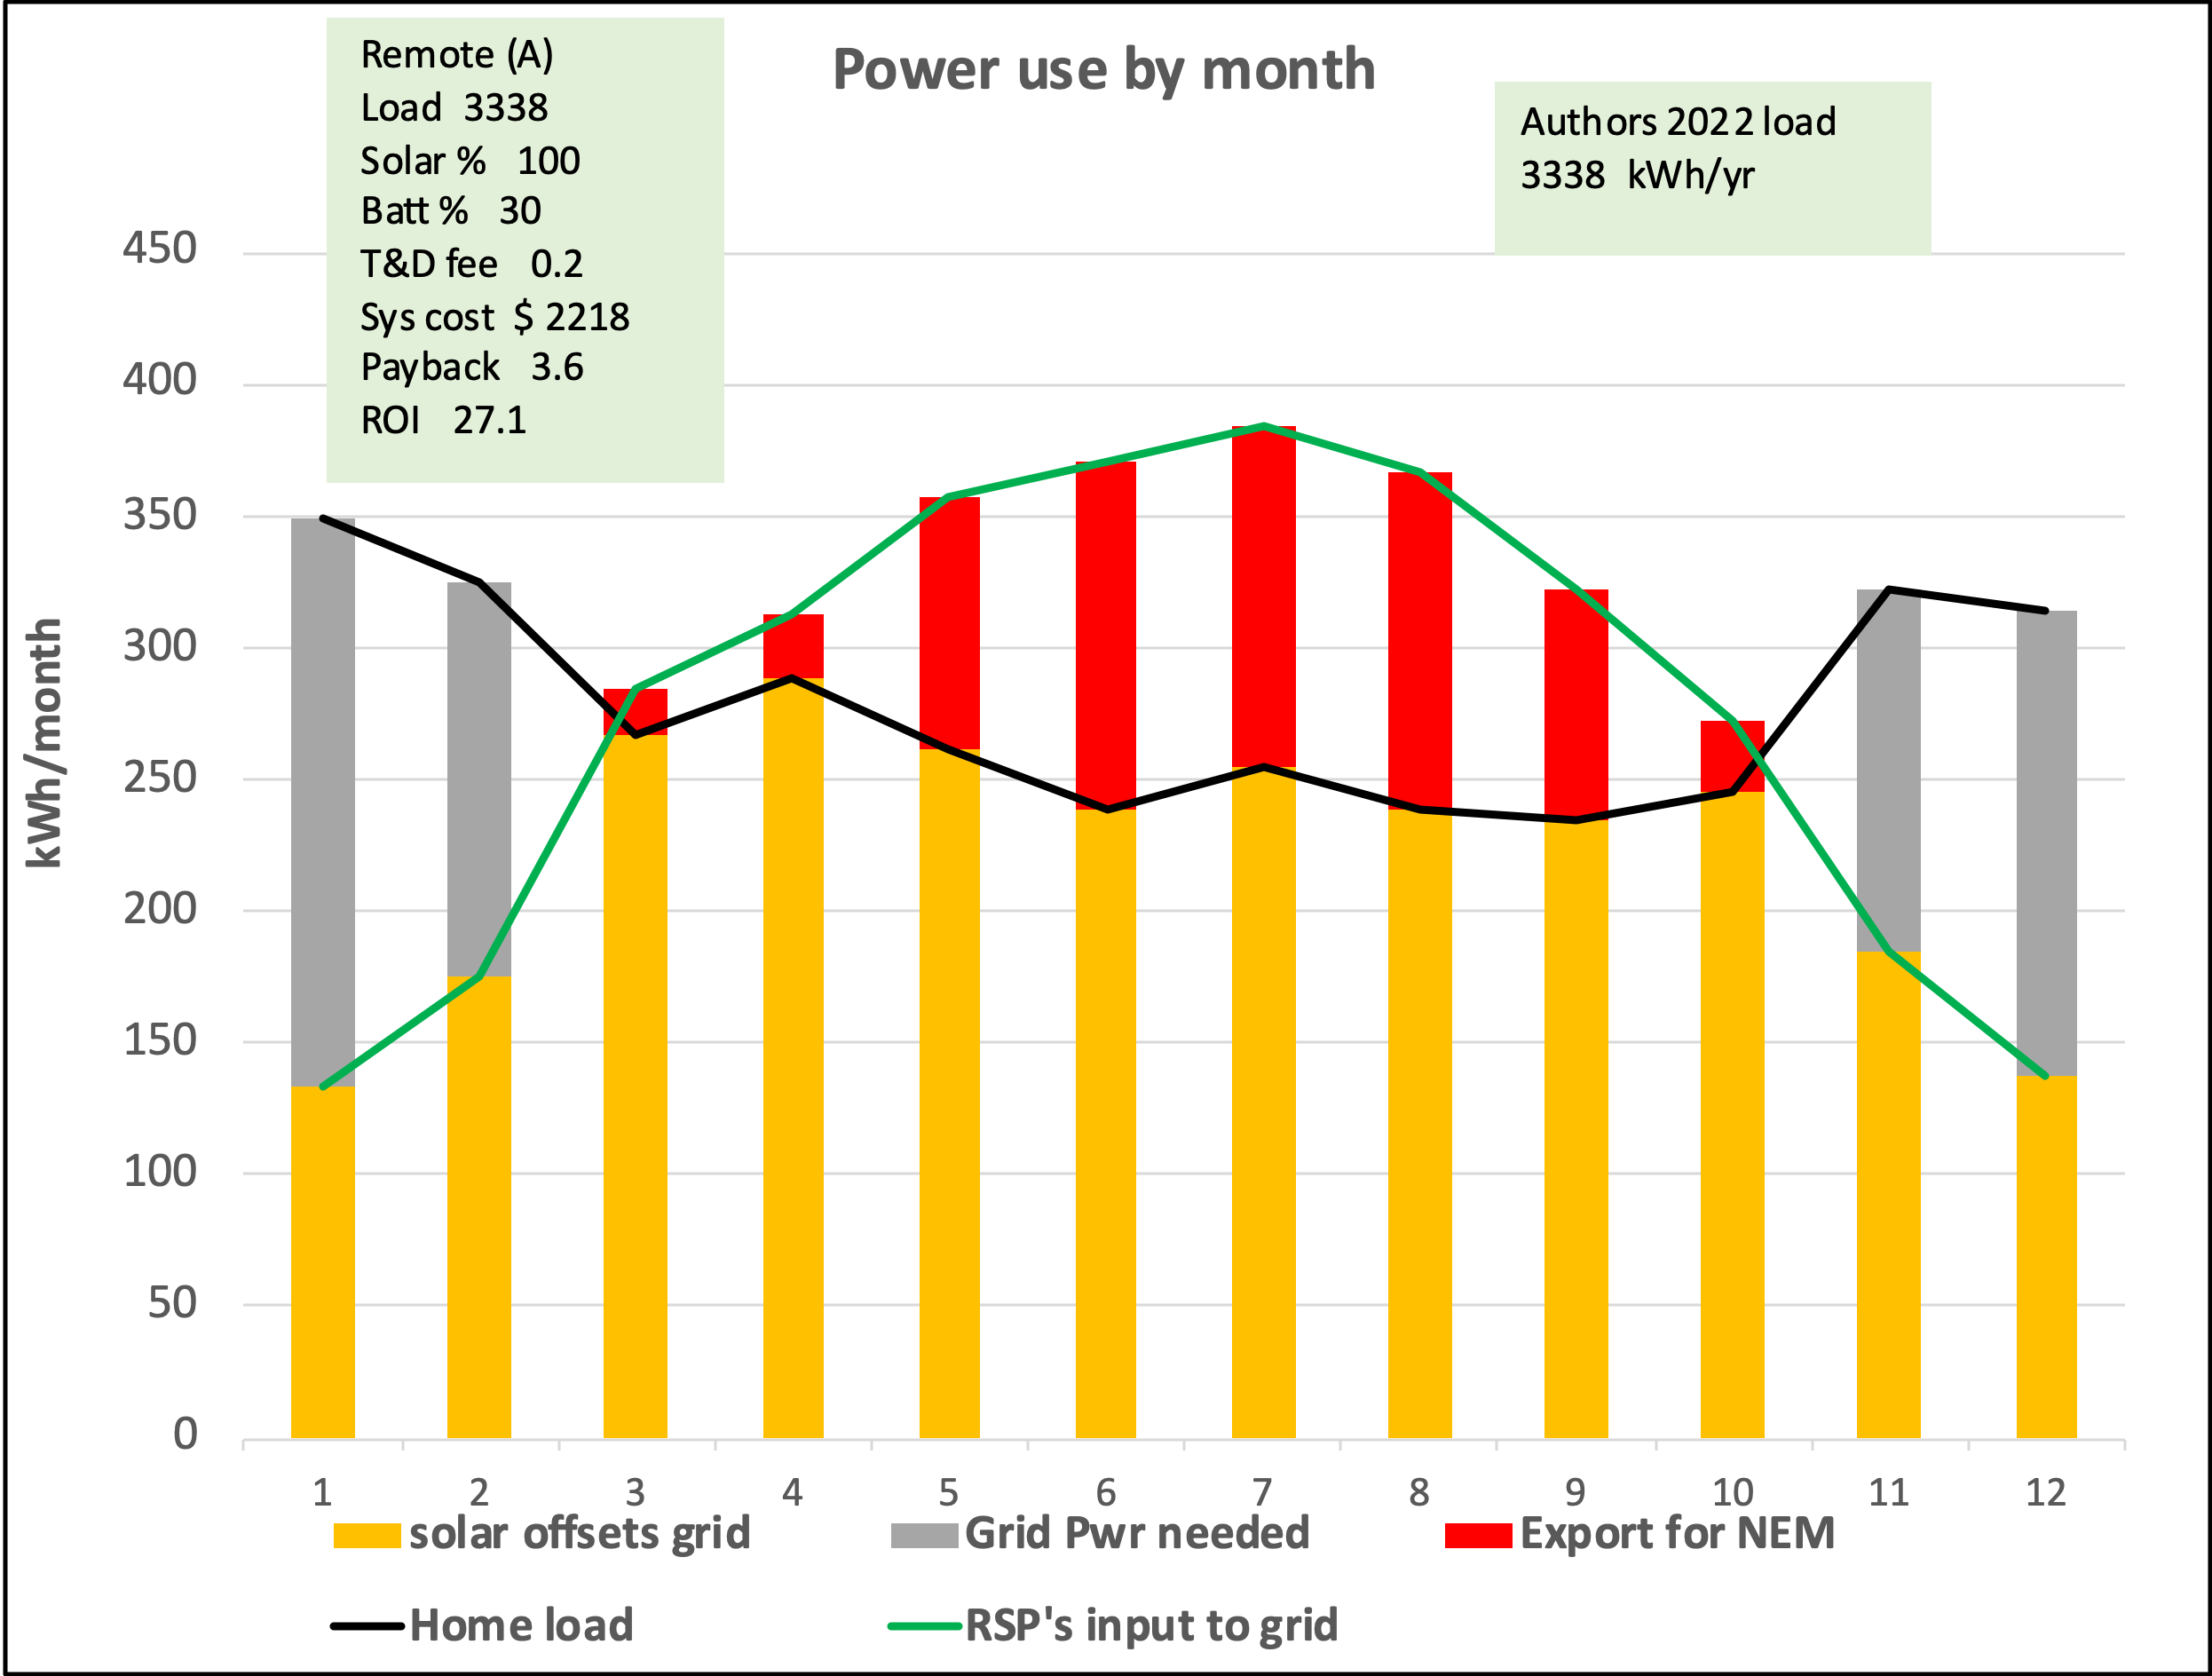 Remote (A)
Load 3338
Solar % 100
Batt % 30
T&D fee 0.2
Sys cost $ 2218
Payback 3.6
ROI 27.1
Power use by month
Authors 2022 load
3338 kWh/yr
kWh/month
450
400
350
300
250
200
150
100
50
0
1 2 3 4 5 6 7 8 9 10 11 12
solar offsets grid Grid Pwr needed Export for NEM
Home load RSP's input to grid